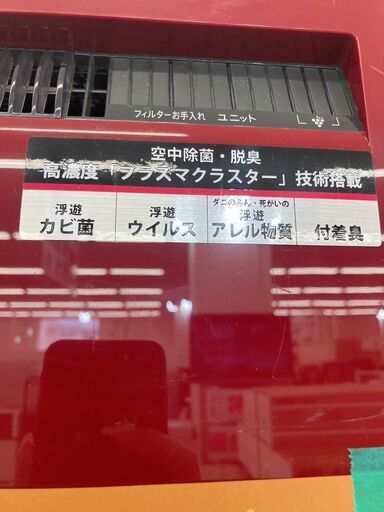 フィルターお手入れ ユニット
空中除菌・脱臭
高濃度「プラズマクラスター」技術搭載
浮遊
カビ菌
浮遊
ウイルス
ダニのふん・死がいの
浮遊
アレル物質
付着臭